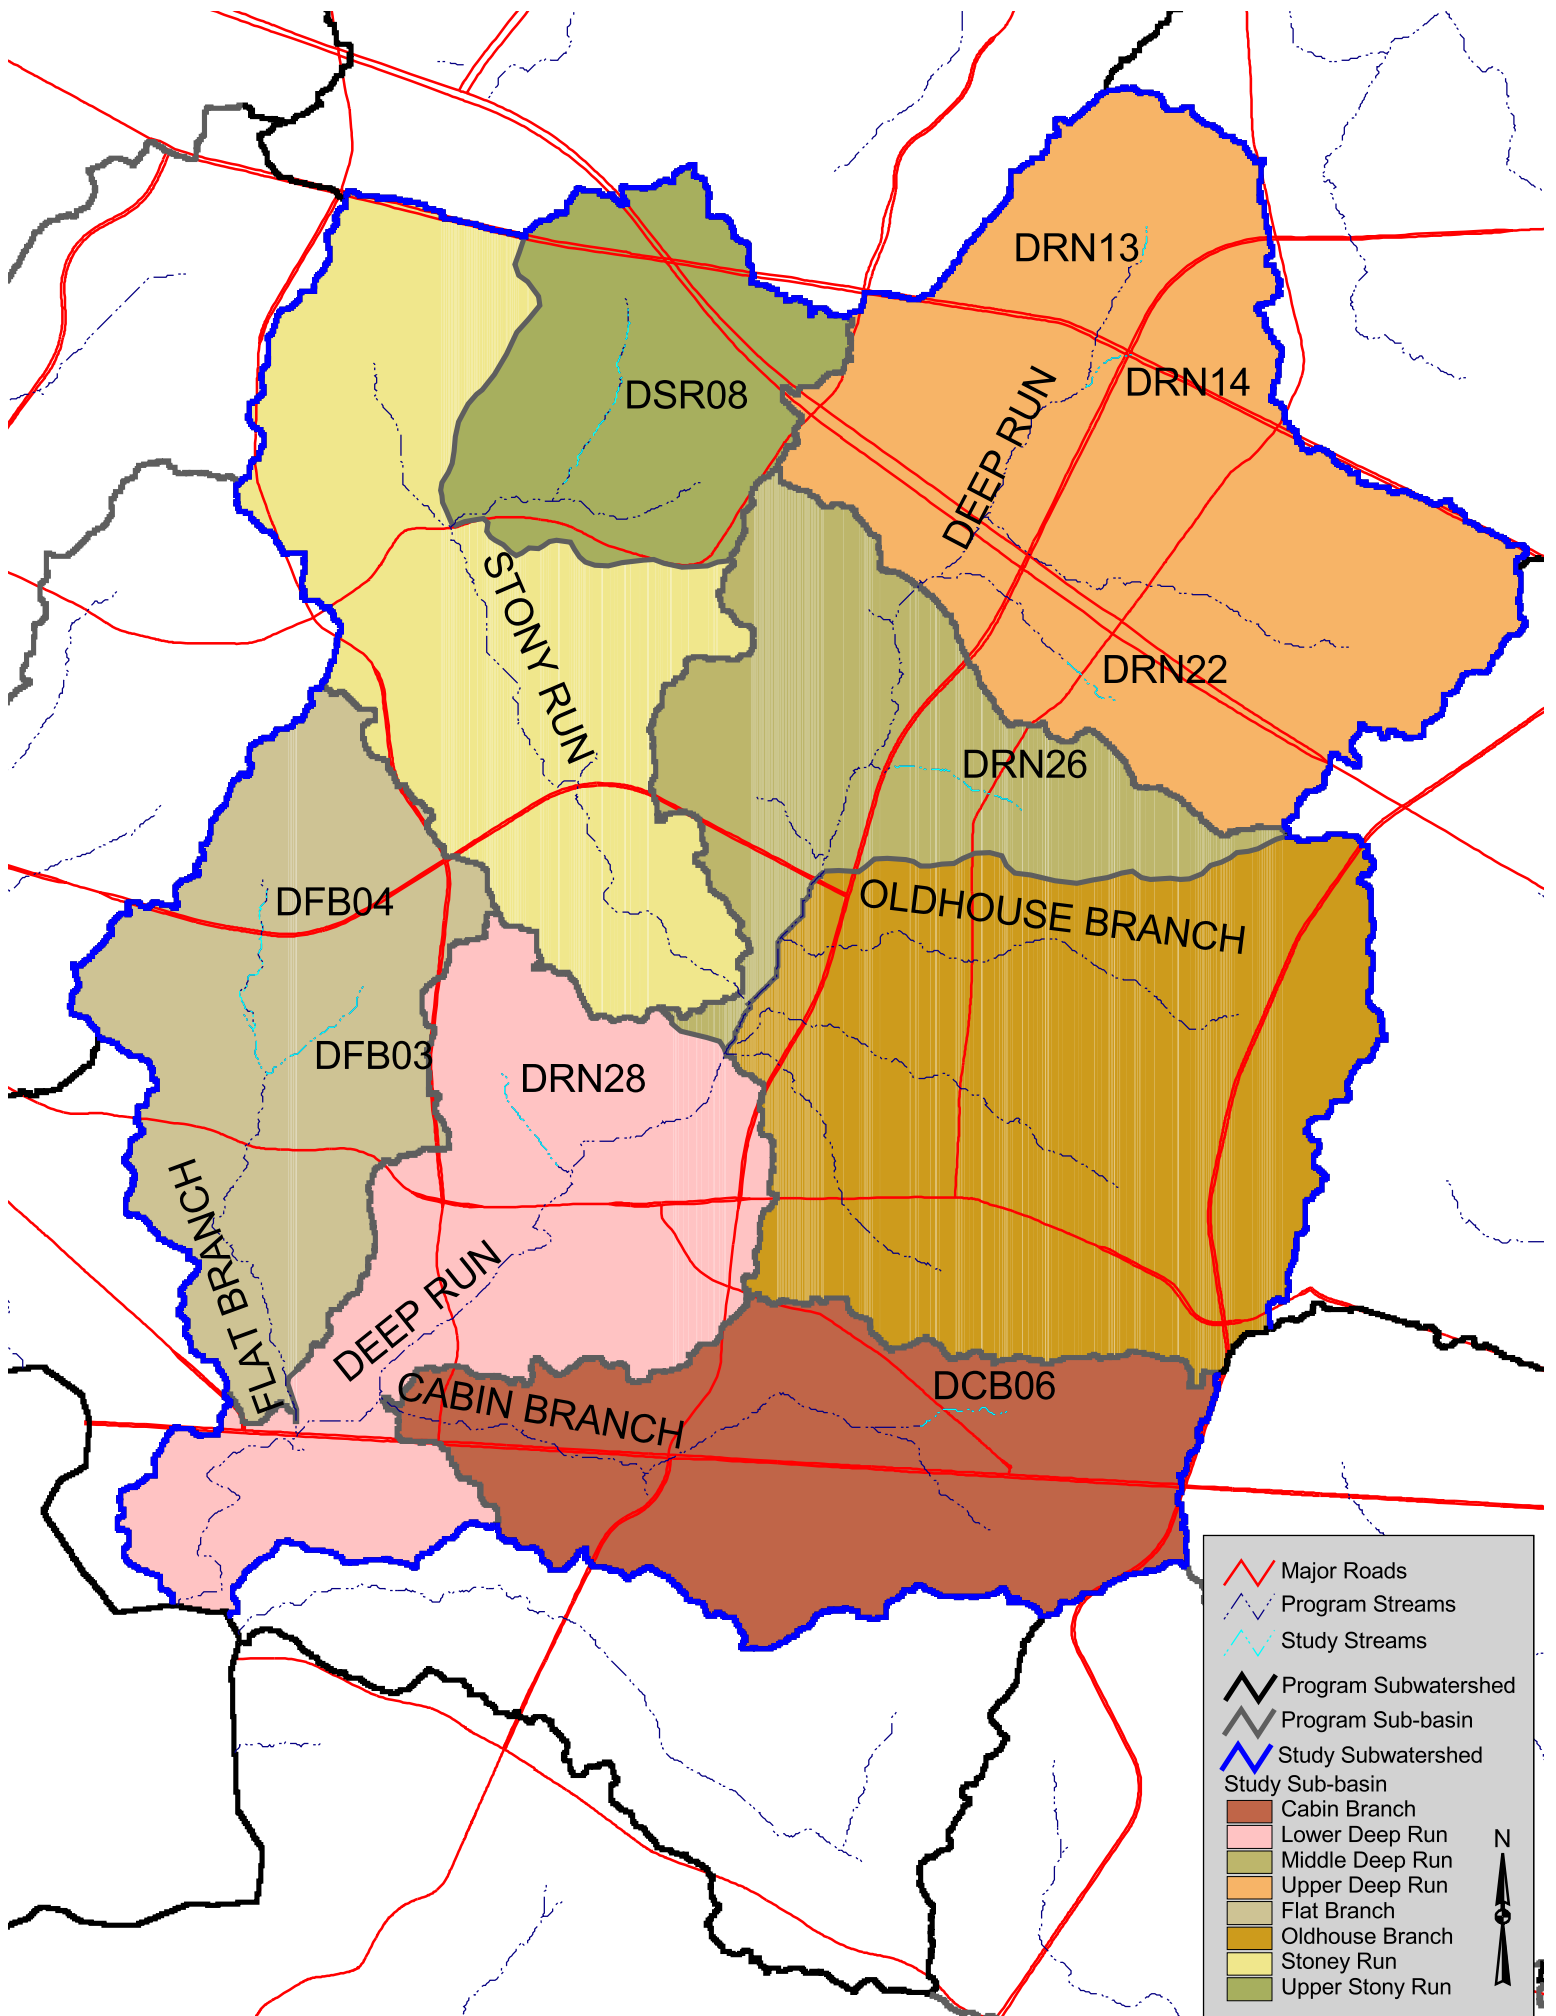 DRN13
DSR08
DRN14
DEEP RUN
STONY RUN
DRN22
DRN26
DFB04
OLDHOUSE BRANCH
DFB03
DRN28
FLAT BRANCH
DEEP RUN
CABIN BRANCH
DCB06
Major Roads
Program Streams
Study Streams
Program Subwatershed
Program Sub-basin
Study Subwatershed
Study Sub-basin
Cabin Branch
Lower Deep Run
N
Middle Deep Run
Upper Deep Run
Flat Branch
Oldhouse Branch
Stoney Run
Upper Stony Run